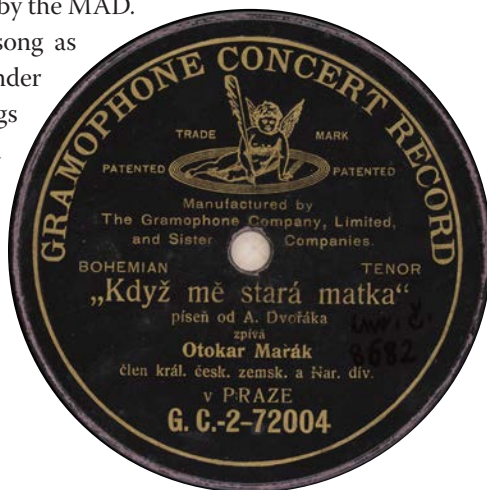 by the MAD.
song as
nder
gs
GRAMOPHONE CONCERT RECORD
TRADE MARK
PATENTED PATENTED
Manufactured by
The Gramophone Company, Limited,
and Sister Companies.
BOHEMIAN TENOR
„Když mě stará matka“
píseň od A. Dvořáka
zpívá
Otokar Mařák
člen král. česk. zemsk. a Nar. div.
v PRAZE
G. C.-2-72004
inv. č.
8682